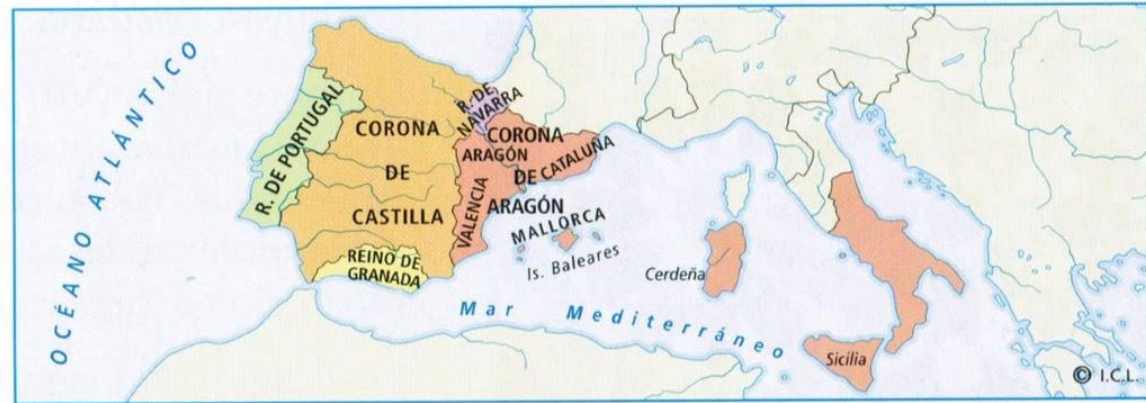 OCÉANO ATLÁNTICO
R. DE PORTUGAL
CORONA
DE
CASTILLA
REINO DE
GRANADA
R. DE
NAVARRA
CORONA
ARAGÓN
DE CATALUÑA
VALENCIA
ARAGÓN
MALLORCA
Is. Baleares
Cerdeña
Mar Mediterráneo
Sicilia
© I.C.L.